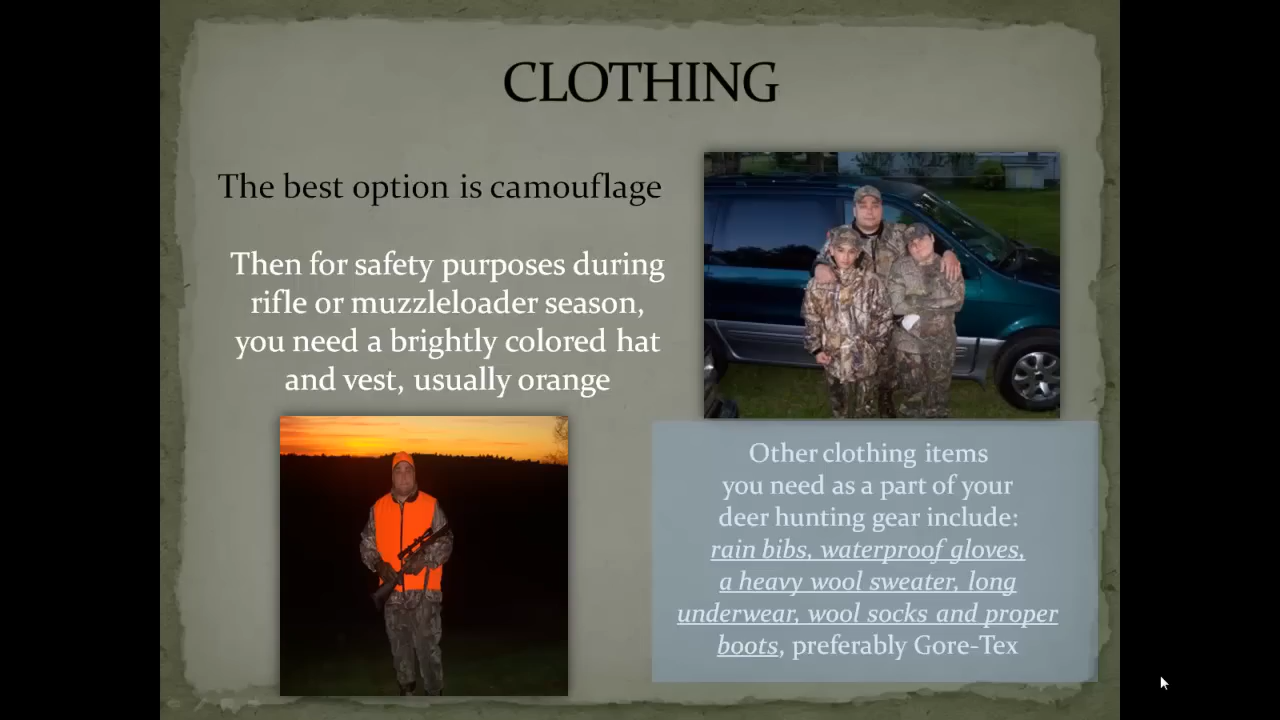 CLOTHING
The best option is camouflage
Then for safety purposes during
rifle or muzzleloader season,
you need a brightly colored hat
and vest, usually orange
Other clothing items
you need as a part of your
deer hunting gear include:
rain bibs, waterproof gloves,
a heavy wool sweater, long
underwear, wool socks and proper
boots, preferably Gore-Tex